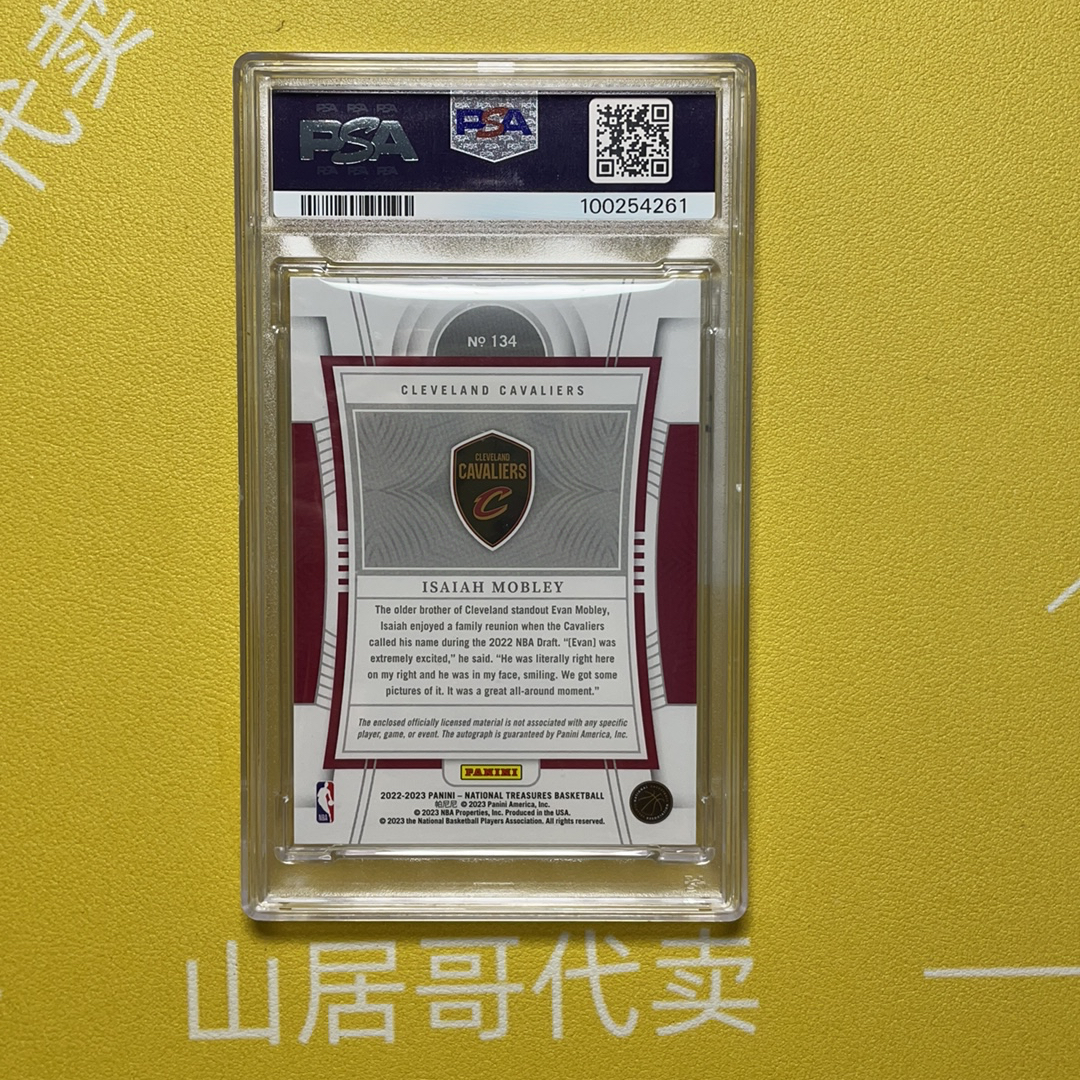 PSA
PSA
100254261
Nº 134
CLEVELAND CAVALIERS
CLEVELAND
CAVALIERS
C
ISAIAH MOBLEY
The older brother of Cleveland standout Evan Mobley,
Isaiah enjoyed a family reunion when the Cavaliers
called his name during the 2022 NBA Draft. “[Evan] was
extremely excited,” he said. “He was literally right here
on my right and he was in my face, smiling. We got some
pictures of it. It was a great all-around moment.”
The enclosed officially licensed material is not associated with any specific
player, game, or event. The autograph is guaranteed by Panini America, Inc.
PANINI
2022-2023 PANINI – NATIONAL TREASURES BASKETBALL
帕尼尼 © 2023 Panini America, Inc.
© 2023 NBA Properties, Inc. Produced in the USA.
© 2023 the National Basketball Players Association. All rights reserved.
NBA
山居哥代卖